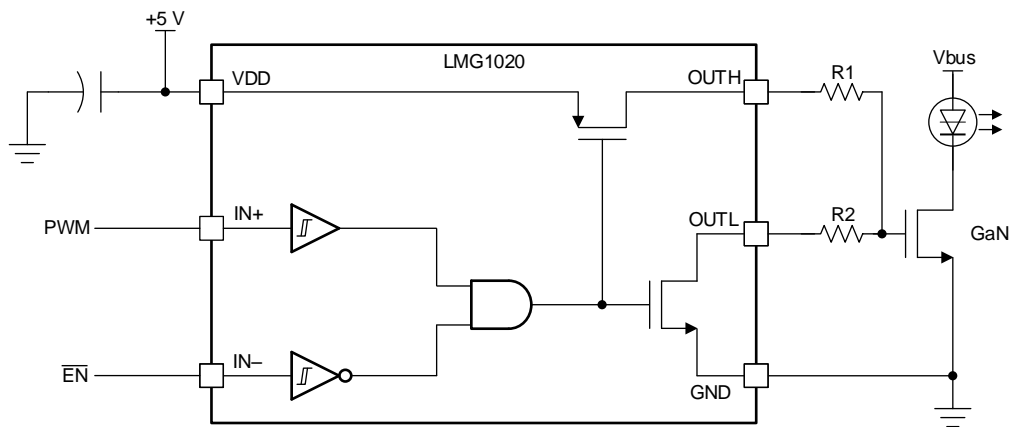 +5 V
LMG1020
VDD
OUTH
R1
Vbus
PWM
IN+
OUTL
R2
GaN
EN
IN–
GND